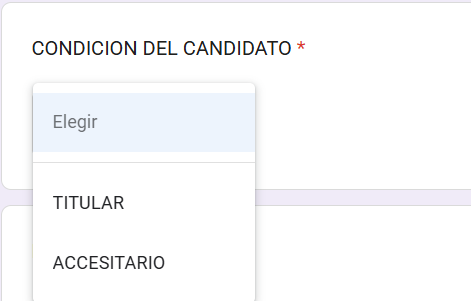 CONDICION DEL CANDIDATO *
Elegir
TITULAR
ACCESITARIO